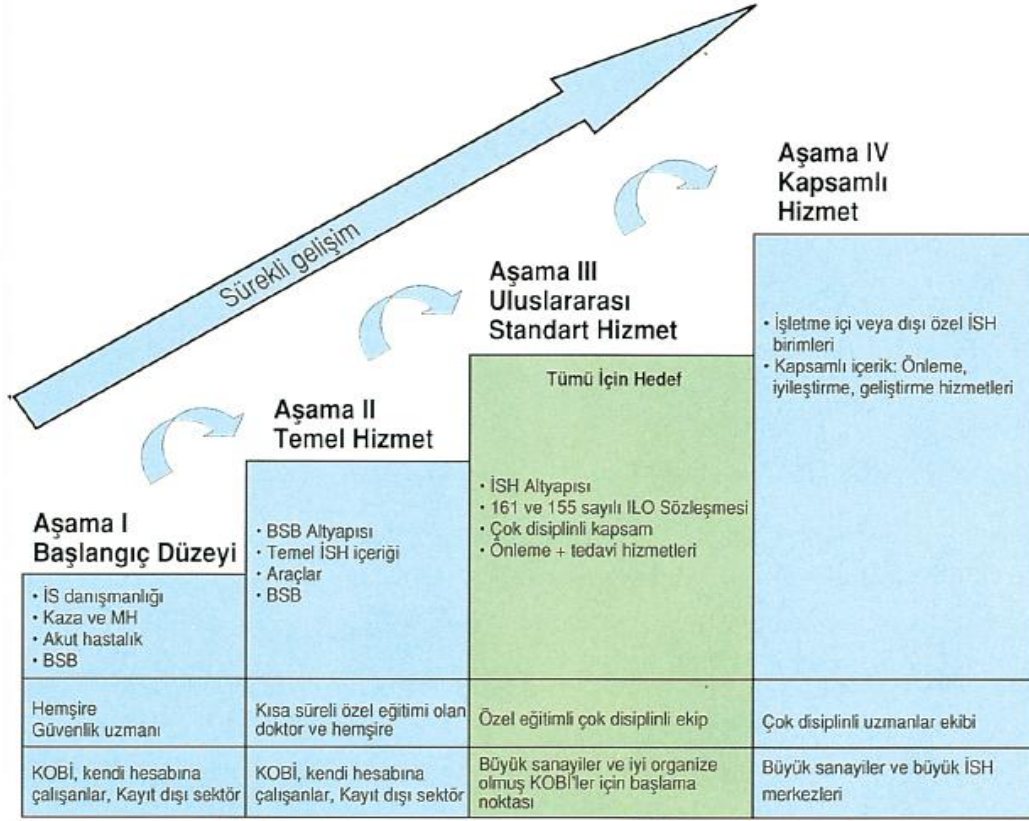 Sürekli gelişim
Aşama I
Başlangıç Düzeyi
• İS danışmanlığı
• Kaza ve MH
• Akut hastalık
• BSB
Hemşire
Güvenlik uzmanı
KOBİ, kendi hesabına
çalışanlar, Kayıt dışı sektör
Aşama II
Temel Hizmet
• BSB Altyapısı
• Temel İSH içeriği
• Araçlar
• BSB
Kısa süreli özel eğitimi olan
doktor ve hemşire
KOBİ, kendi hesabına
çalışanlar, Kayıt dışı sektör
Aşama III
Uluslararası
Standart Hizmet
Tümü İçin Hedef
• İSH Altyapısı
• 161 ve 155 sayılı ILO Sözleşmesi
• Çok disiplinli kapsam
• Önleme + tedavi hizmetleri
Özel eğitimli çok disiplinli ekip
Büyük sanayiler ve iyi organize
olmuş KOBİ'ler için başlama
noktası
Aşama IV
Kapsamlı
Hizmet
• İşletme içi veya dışı özel İSH
birimleri
• Kapsamlı içerik: Önleme,
iyileştirme, geliştirme hizmetleri
Çok disiplinli uzmanlar ekibi
Büyük sanayiler ve büyük İSH
merkezleri